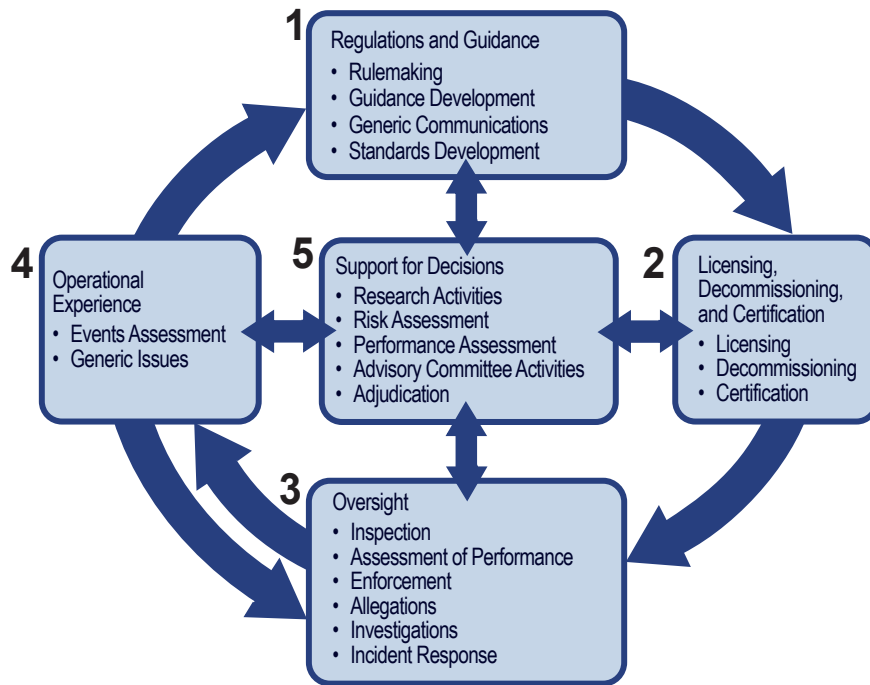 1
Regulations and Guidance
• Rulemaking
• Guidance Development
• Generic Communications
• Standards Development
4
Operational
Experience
• Events Assessment
• Generic Issues
5
Support for Decisions
• Research Activities
• Risk Assessment
• Performance Assessment
• Advisory Committee Activities
• Adjudication
2
Licensing,
Decommissioning,
and Certification
• Licensing
• Decommissioning
• Certification
3
Oversight
• Inspection
• Assessment of Performance
• Enforcement
• Allegations
• Investigations
• Incident Response